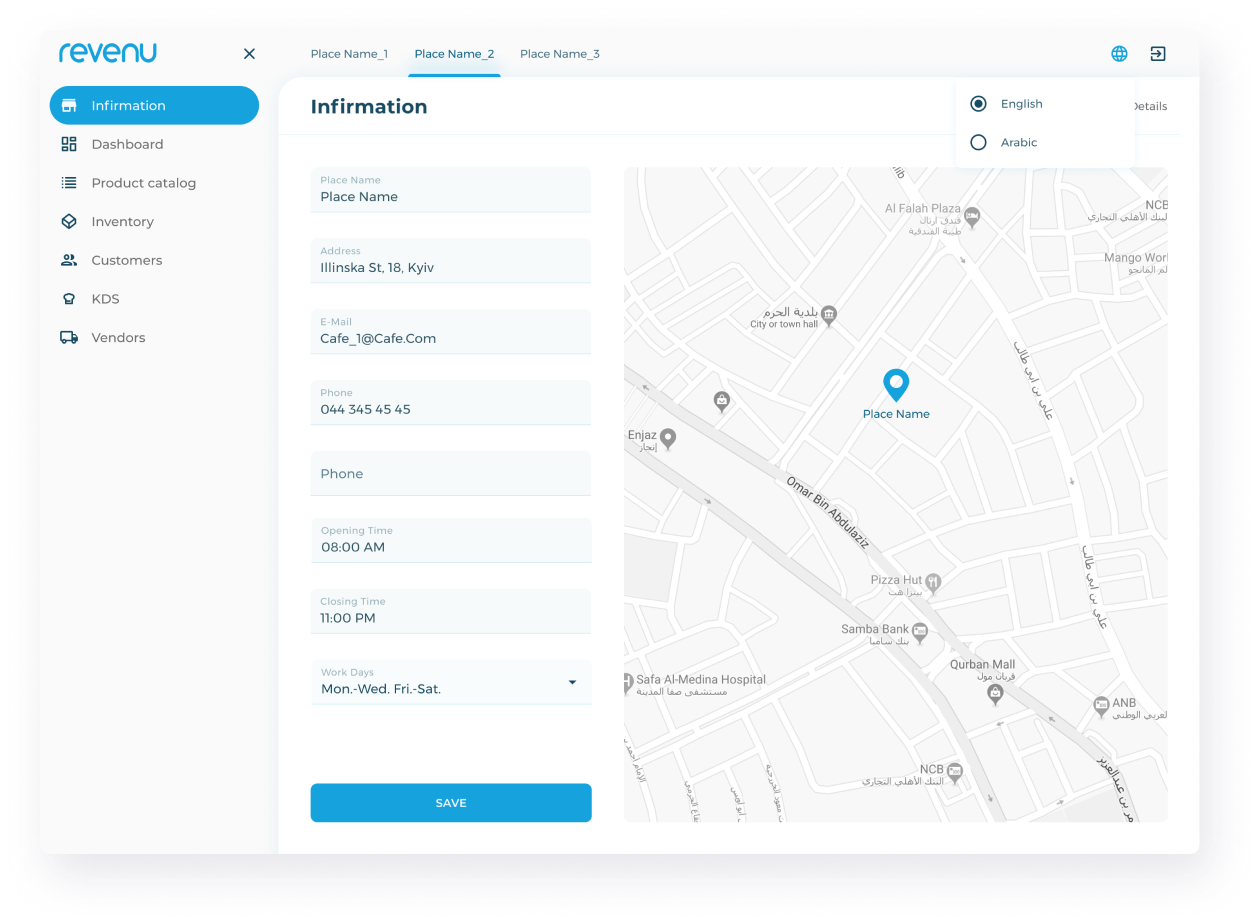 revenu
Place Name_1
Place Name_2
Place Name_3
Infirmation
Dashboard
Product catalog
Inventory
Customers
KDS
Vendors
Infirmation
English
Arabic
Details
Place Name
Place Name
Address
Illinska St, 18, Kyiv
E-Mail
Cafe_1@Cafe.Com
Phone
044 345 45 45
Phone
Opening Time
08:00 AM
Closing Time
11:00 PM
Work Days
Mon.-Wed. Fri.-Sat.
SAVE
Al Falah Plaza
فندق ارتاك
طيبة الفندقية
NCB
البنك الأهلي التجاري
Mango Worl
بلدية الحرم
City or town hall
علي بن ابي طالب
Place Name
Enjaz
إنجاز
Omar Bin Abdulaziz
علي بن ابي طالب
Pizza Hut
بيتزا هت
Samba Bank
بنك سامبا
Qurban Mall
قربان مول
Safa Al-Medina Hospital
مستشفى صفا المدينة
ANB
العربي الوطني
NCB
البنك الأهلي التجاري
مر بن عبدالعزيز